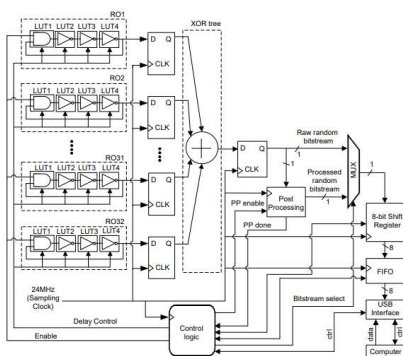 RO1
LUT1 LUT2 LUT3 LUT4
D Q
CLK
XOR tree
RO2
LUT1 LUT2 LUT3 LUT4
D Q
CLK
RO31
LUT1 LUT2 LUT3 LUT4
D Q
CLK
RO32
LUT1 LUT2 LUT3 LUT4
D Q
CLK
D Q
CLK
Raw random
bitstream
1
1
Processed
random
bitstream
1
MUX
1
PP enable
Post
Processing
PP done
8-bit Shift
Register
8
FIFO
8
USB
Interface
data
ctrl
Computer
24MHz
(Sampling
Clock)
Delay Control
Enable
Control
logic
Bitstream select
ctrl